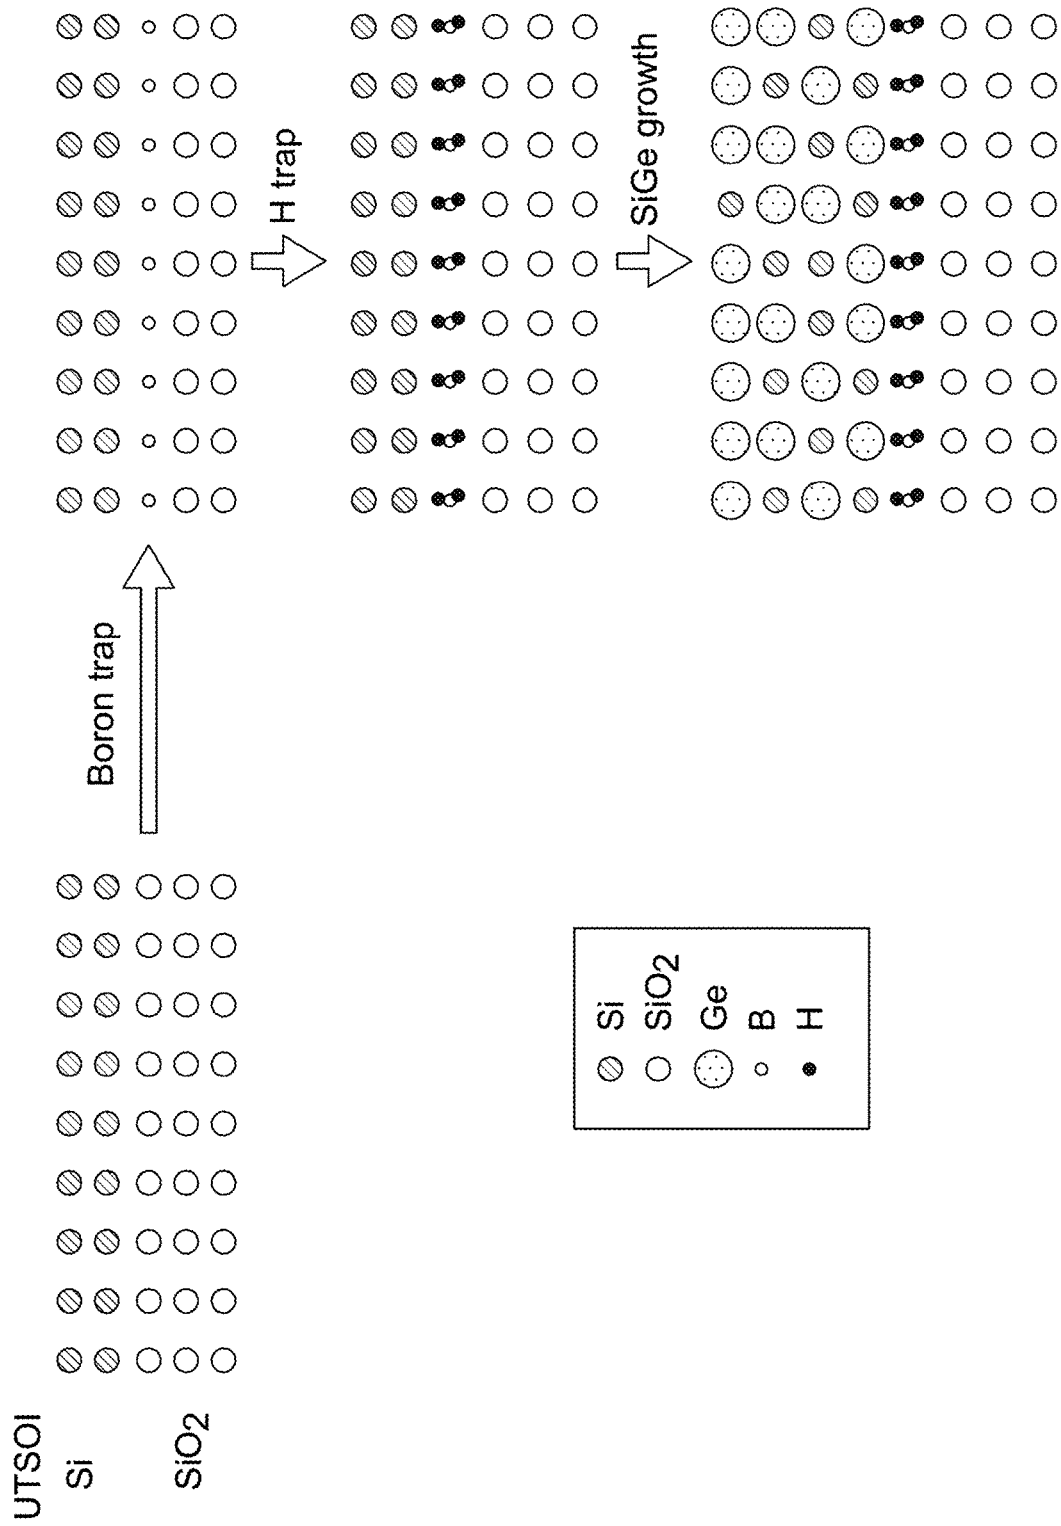 UTSOI
Si
SiO2
Boron trap
H trap
SiGe growth
Si
SiO2
Ge
B
H